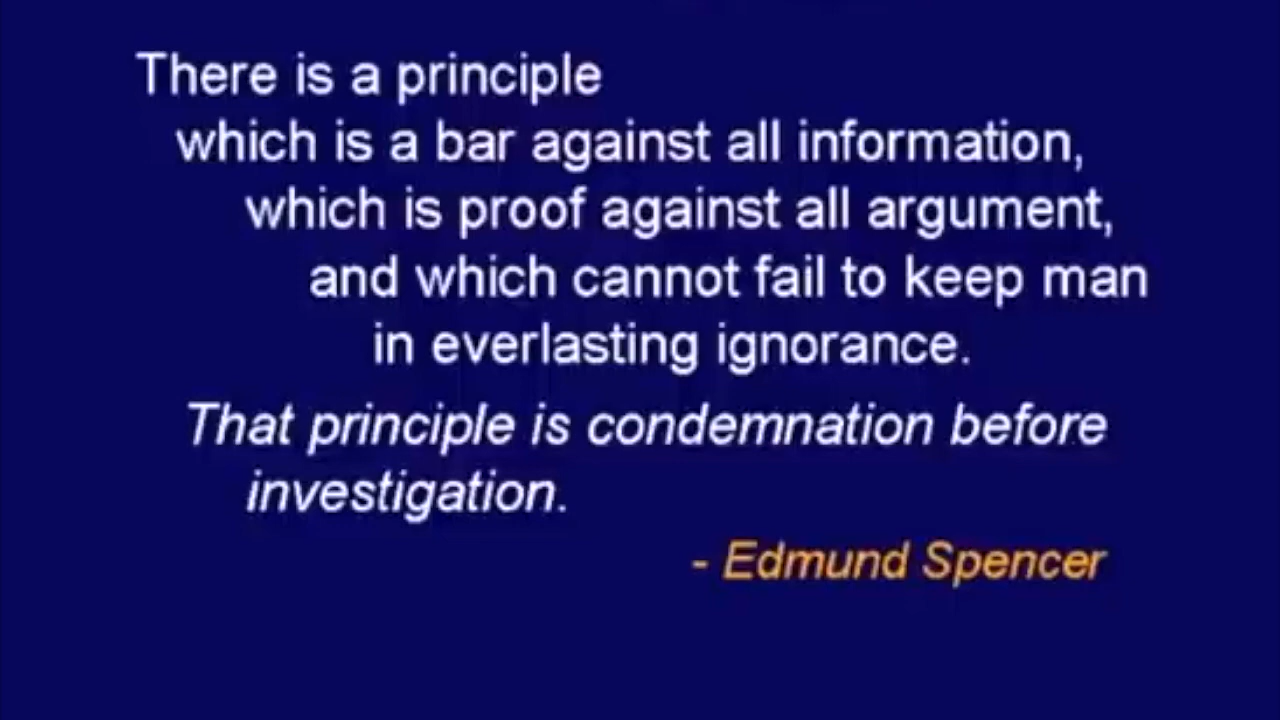 There is a principle
which is a bar against all information,
which is proof against all argument,
and which cannot fail to keep man
in everlasting ignorance.
That principle is condemnation before
investigation.
- Edmund Spencer